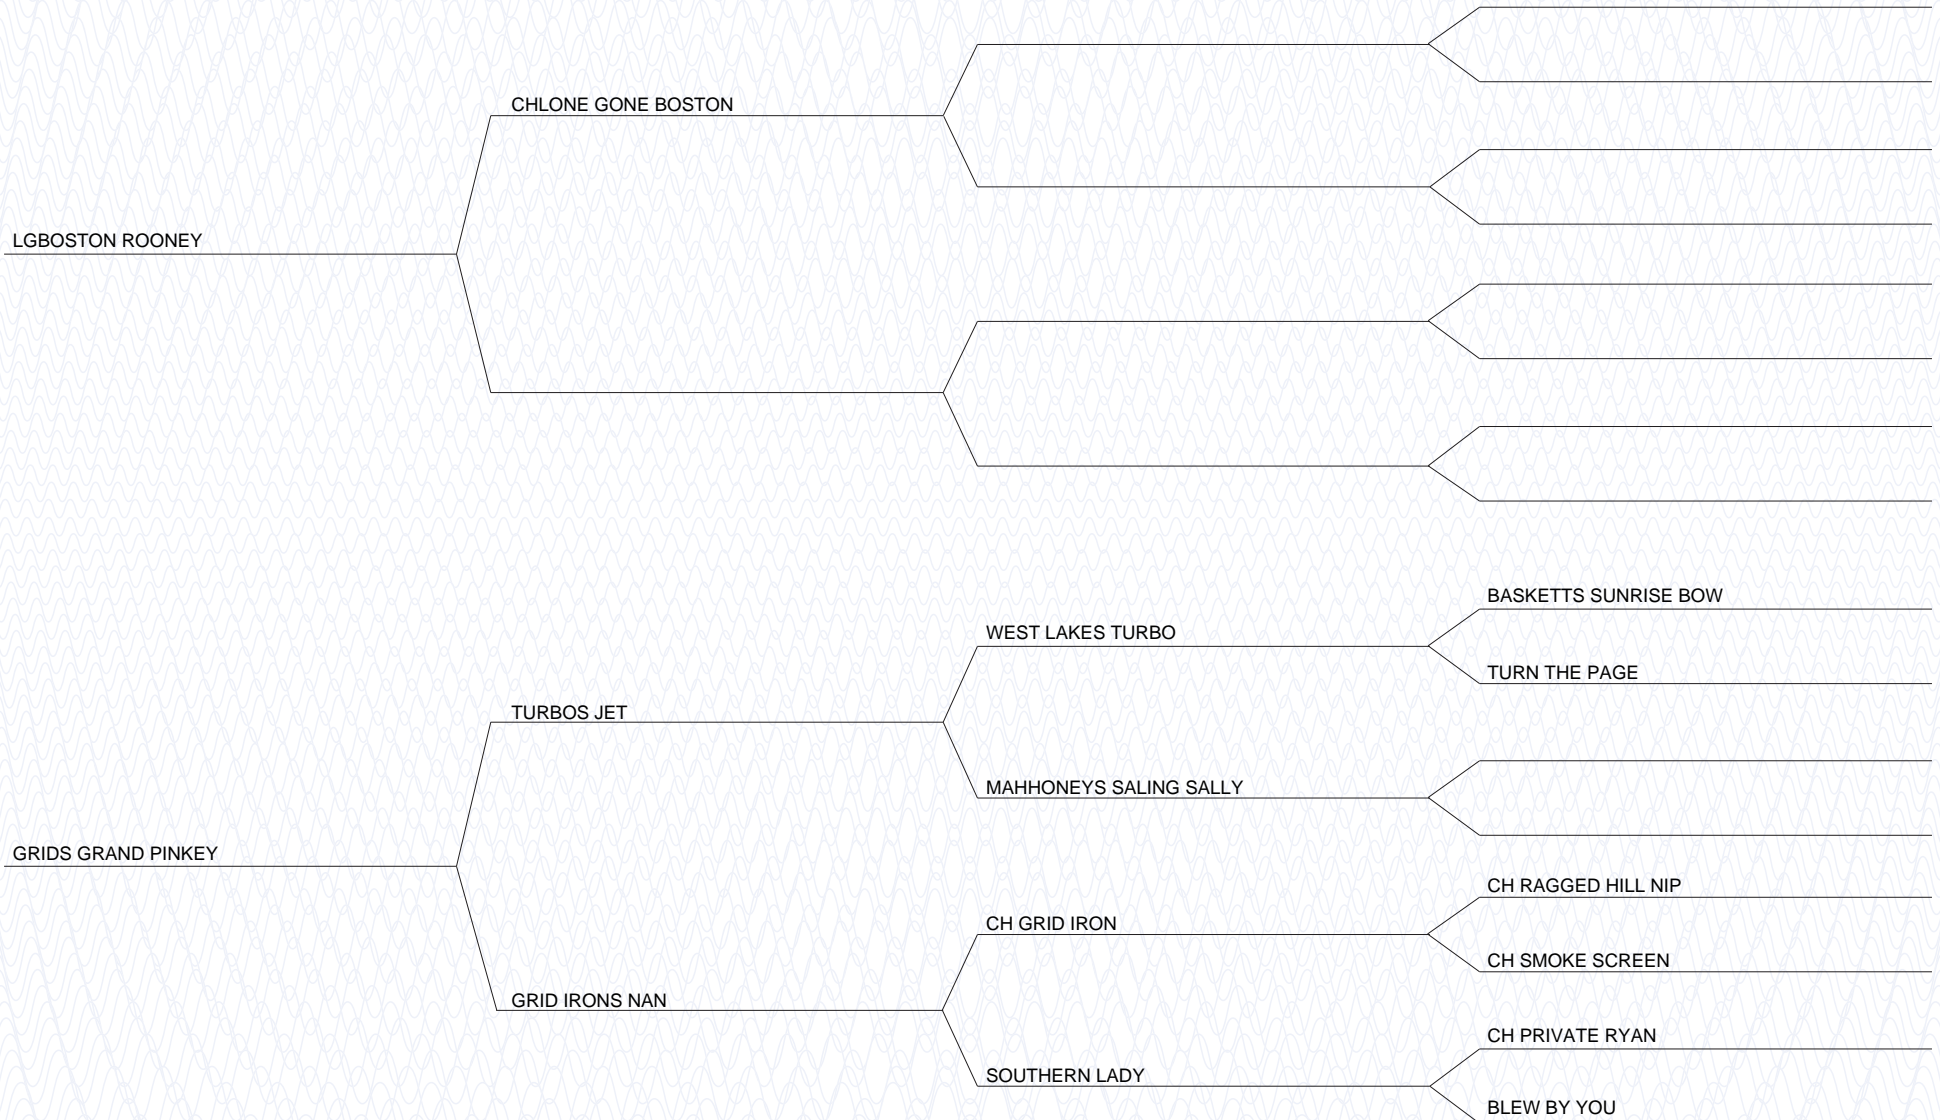 CHLONE GONE BOSTON
LGBOSTON ROONEY
BASKETTS SUNRISE BOW
WEST LAKES TURBO
TURN THE PAGE
TURBOS JET
MAHHONEYS SALING SALLY
GRIDS GRAND PINKEY
CH RAGGED HILL NIP
CH GRID IRON
CH SMOKE SCREEN
GRID IRONS NAN
CH PRIVATE RYAN
SOUTHERN LADY
BLEW BY YOU